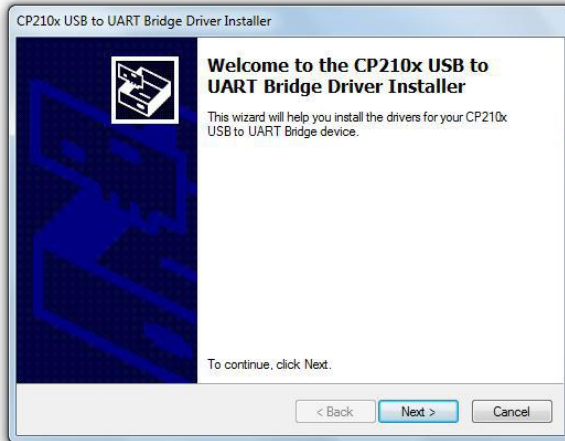 CP210x USB to UART Bridge Driver Installer
Welcome to the CP210x USB to
UART Bridge Driver Installer
This wizard will help you install the drivers for your CP210x
USB to UART Bridge device.
To continue, click Next.
< Back
Next >
Cancel